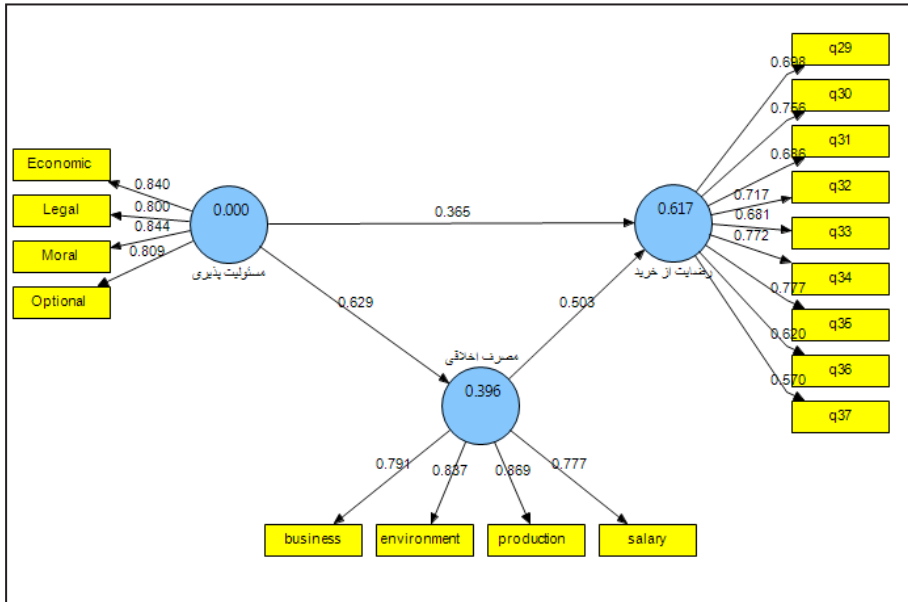 Economic
0.840
Legal
0.800
Moral
0.844
Optional
0.809
0.000
مسئولیت پذیری
0.365
0.629
0.503
مصرف اخلاقی
0.396
0.791
0.837
0.869
0.777
business
environment
production
salary
0.617
رضایت از خرید
0.698
q29
0.756
q30
0.686
q31
0.717
q32
0.681
q33
0.772
q34
0.777
q35
0.620
q36
0.570
q37